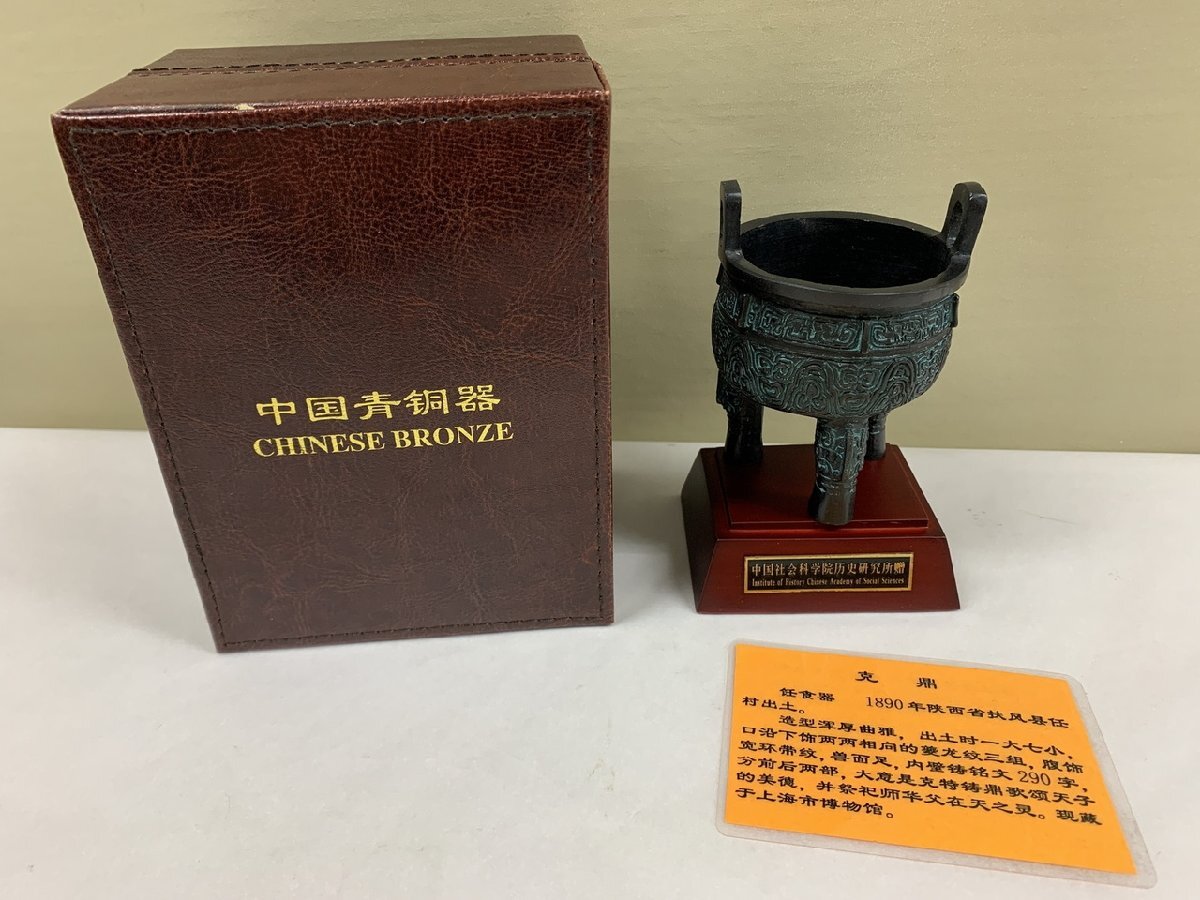 中国青铜器
CHINESE BRONZE
中国社会科学院历史研究所赠
Institute of History Chinese Academy of Social Sciences
克 鼎
饪食器 1890年陕西省扶风县任
村出土。
造型浑厚曲雅，出土时一大七小，
口沿下饰两两相向的夔龙纹三组，腹饰
宽环带纹，兽面足，内壁铸铭文290字，
分前后两部，大意是克特铸鼎歌颂天子
的美德，并祭祀师华父在天之灵。现藏
于上海市博物馆。